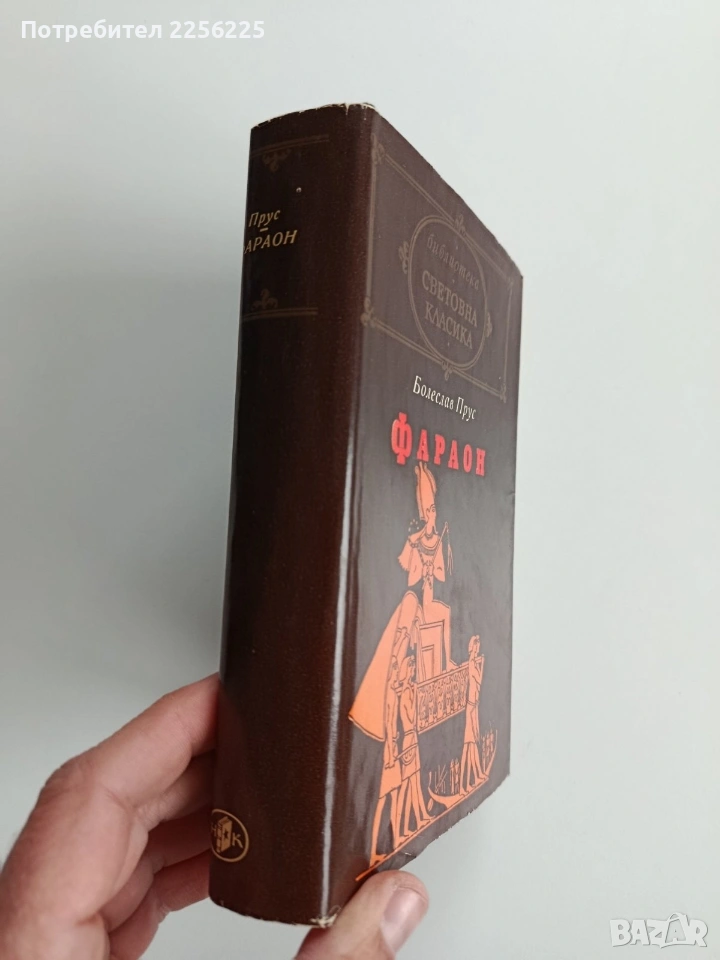 Потребител 2256225
Прус
ФАРАОН
библиотека
СВЕТОВНА
КЛАСИКА
Болеслав Прус
ФАРАОН
НК
BAZAR